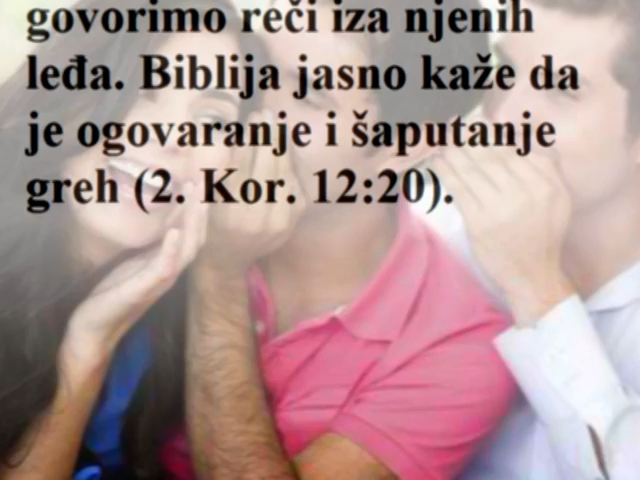 govorimo reči iza njenih
leđa. Biblija jasno kaže da
je ogovaranje i šaputanje
greh (2. Kor. 12:20).